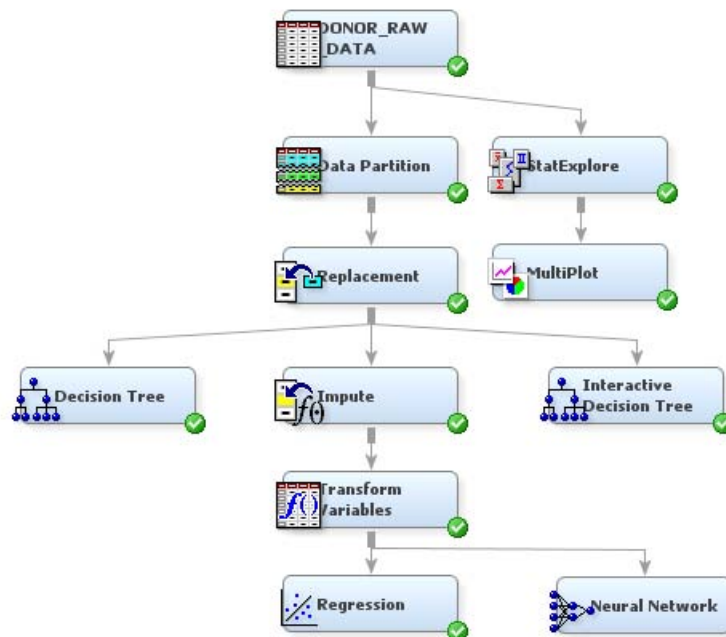 DONOR_RAW
_DATA
Data Partition
StatExplore
Replacement
MultiPlot
Decision Tree
Impute
Interactive
Decision Tree
Transform
Variables
Regression
Neural Network